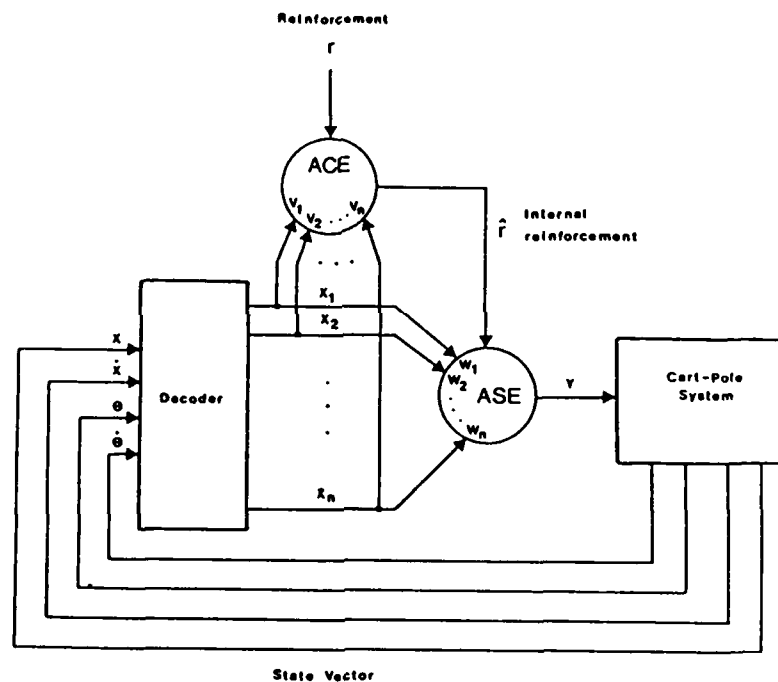 Reinforcement
r
ACE
v₁
v₂ . . . vₙ
r̂
Internal
reinforcement
. . .
x₁
x₂
x
ẋ
θ
θ̇
Decoder
w₁
w₂
.
.
.
wₙ
ASE
y
Cart-Pole
System
.
.
.
xₙ
State Vector